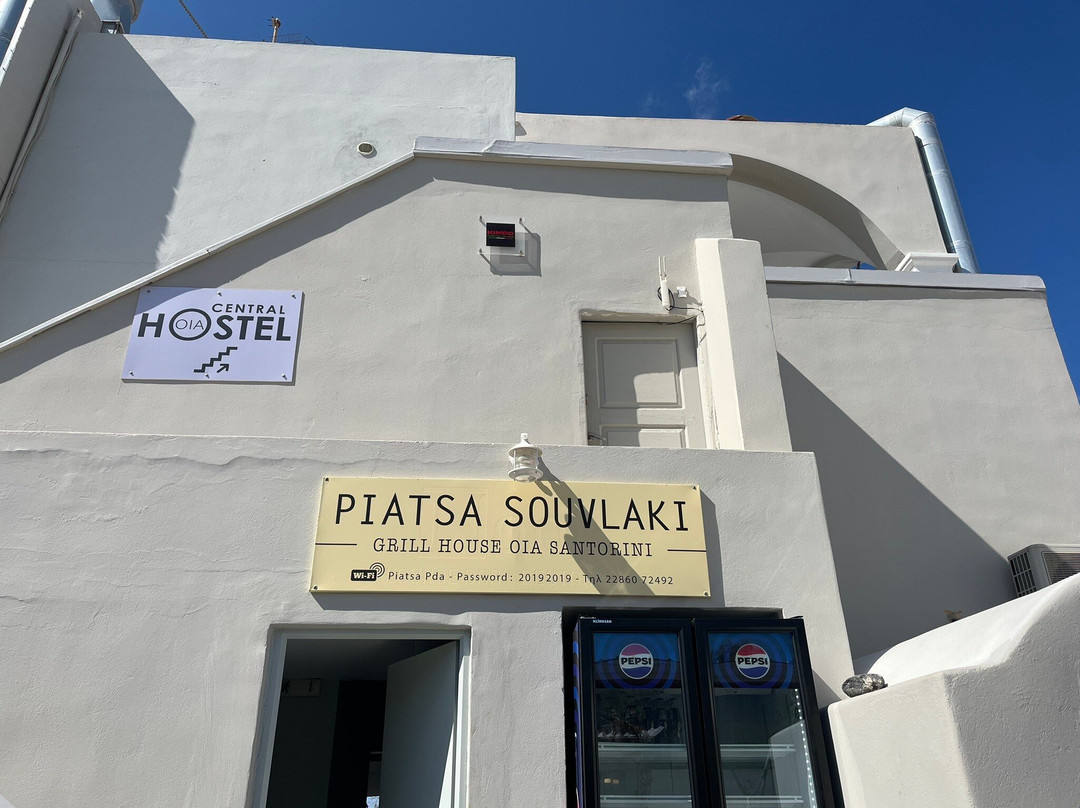 CENTRAL
HOSTEL
OIA
PIATSA SOUVLAKI
GRILL HOUSE OIA SANTORINI
Wi-Fi Piatsa Pda - Password: 20192019 - Τηλ 22860 72492
PEPSI
PEPSI